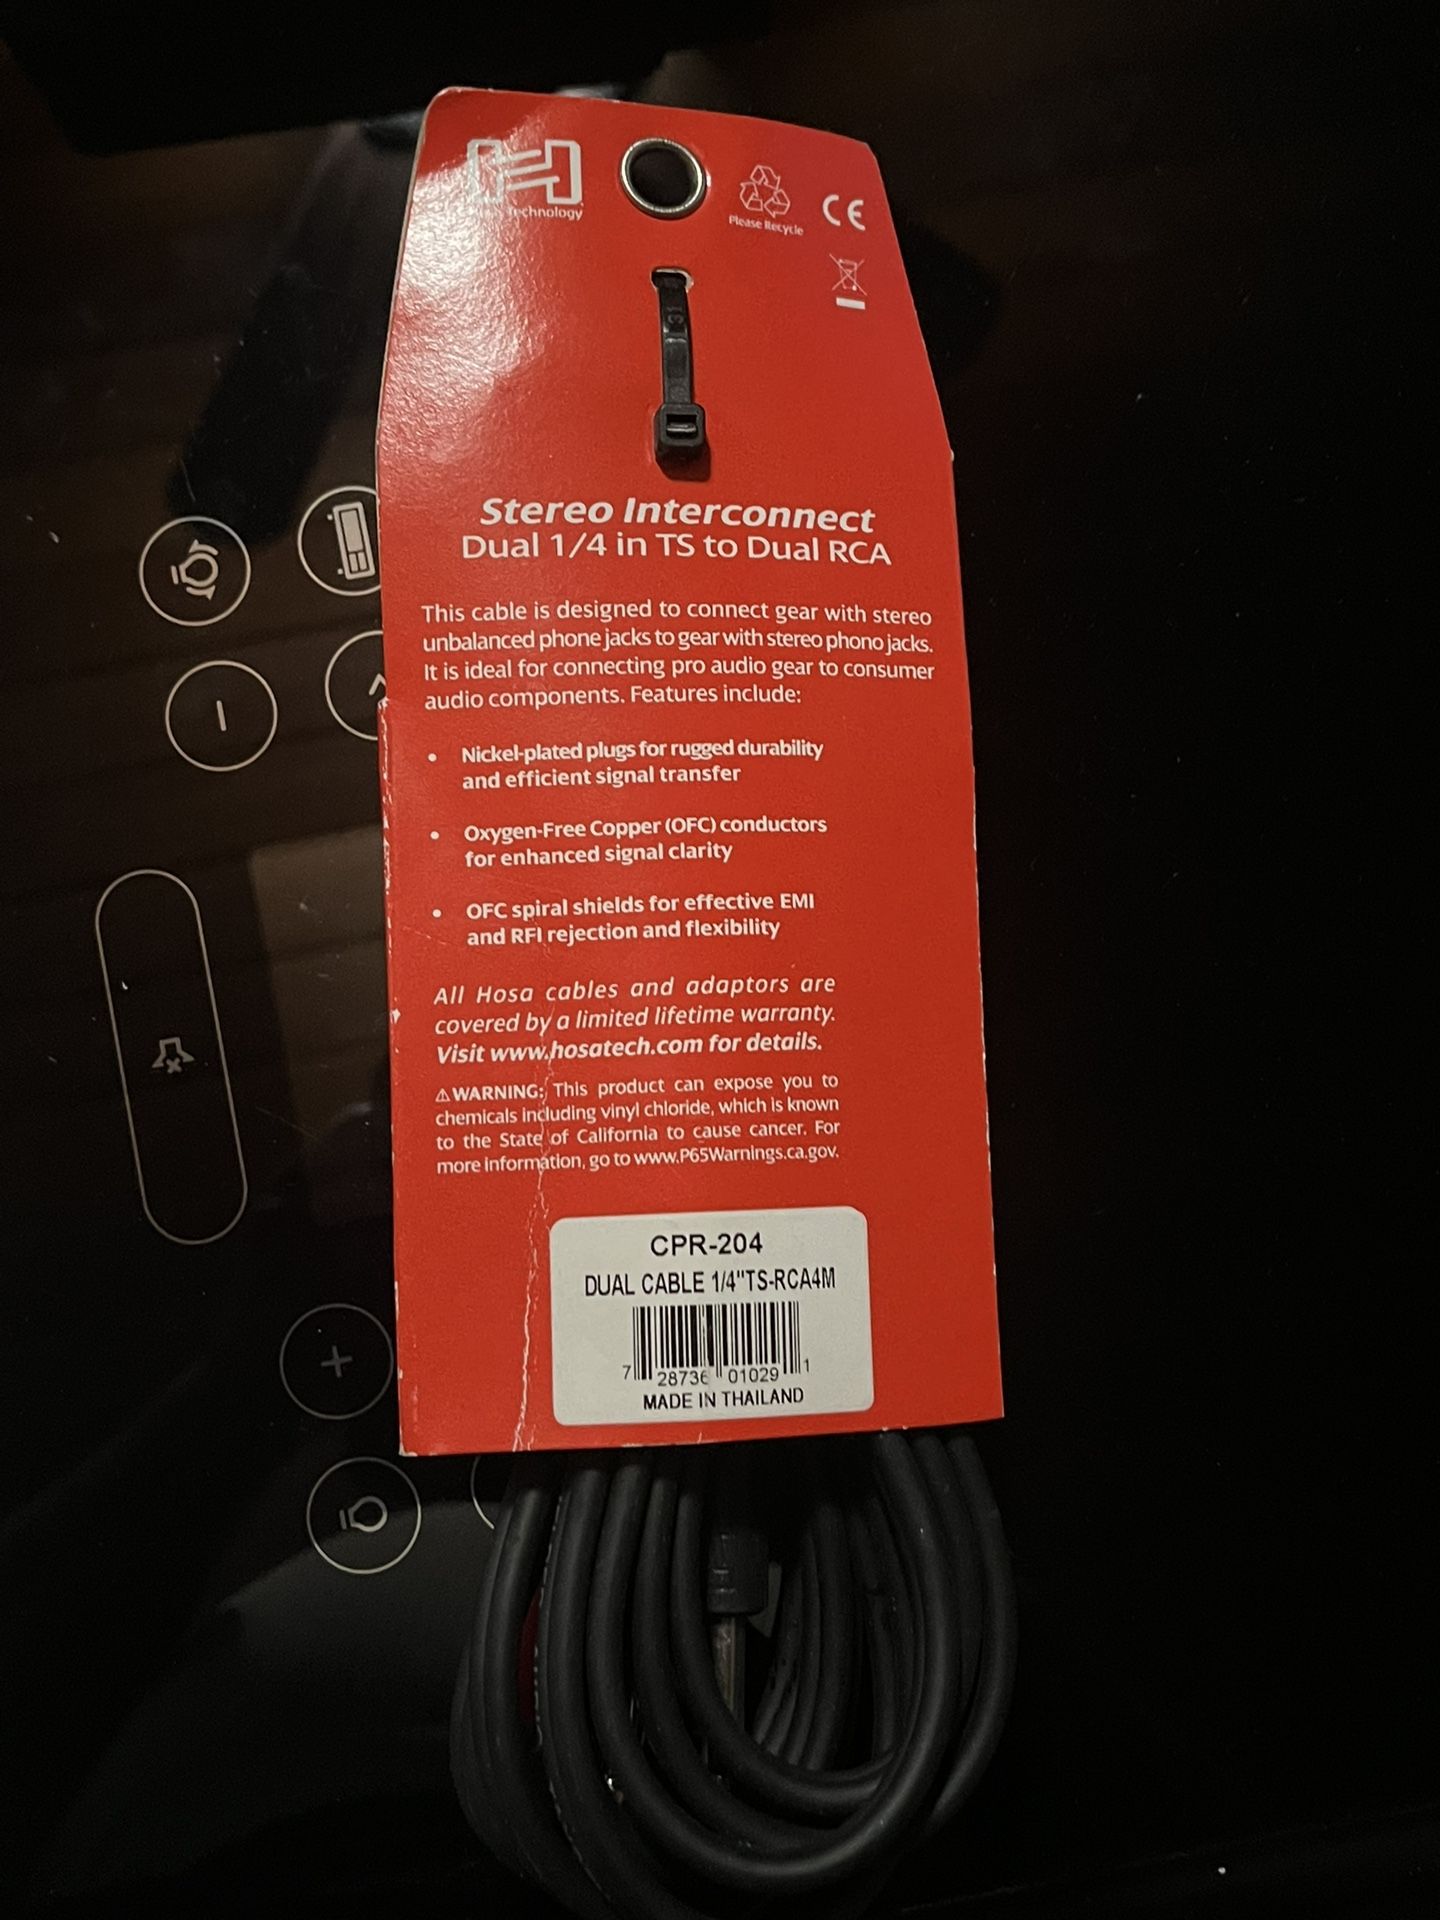 Technology
Please Recycle
CE
31
Stereo Interconnect
Dual 1/4 in TS to Dual RCA
This cable is designed to connect gear with stereo
unbalanced phone jacks to gear with stereo phono jacks.
It is ideal for connecting pro audio gear to consumer
audio components. Features include:
• Nickel-plated plugs for rugged durability
and efficient signal transfer
• Oxygen-Free Copper (OFC) conductors
for enhanced signal clarity
• OFC spiral shields for effective EMI
and RFI rejection and flexibility
All Hosa cables and adaptors are
covered by a limited lifetime warranty.
Visit www.hosatech.com for details.
⚠WARNING: This product can expose you to
chemicals including vinyl chloride, which is known
to the State of California to cause cancer. For
more information, go to www.P65Warnings.ca.gov.
CPR-204
DUAL CABLE 1/4"TS-RCA4M
7 28736 01029 1
MADE IN THAILAND